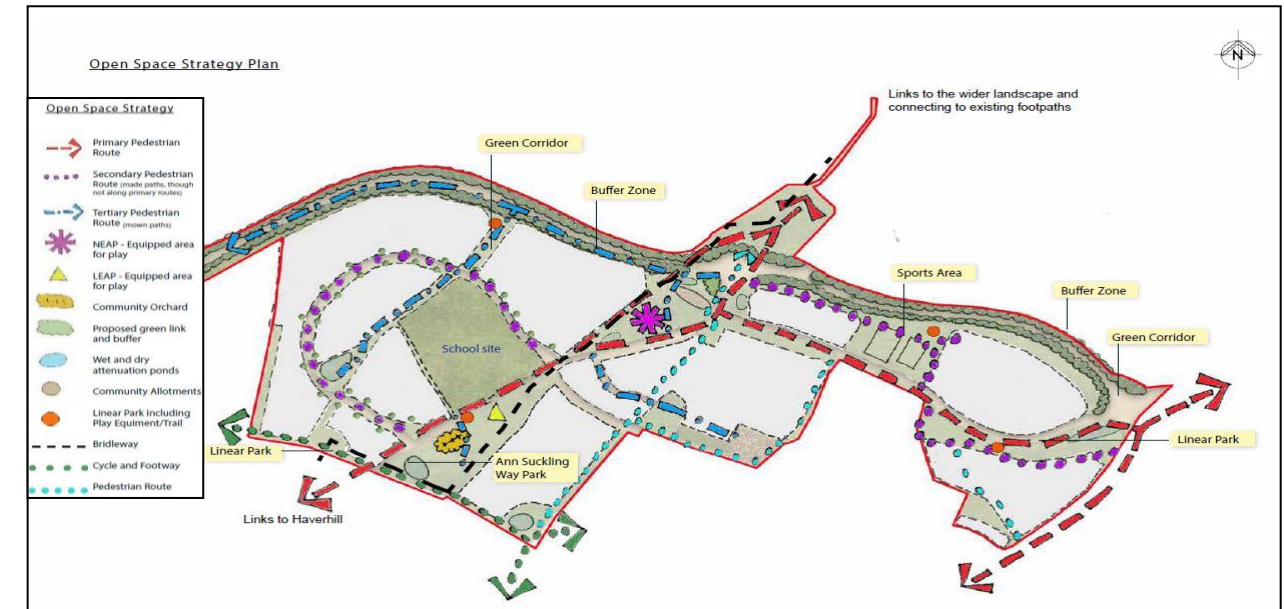 Open Space Strategy Plan
N
Links to the wider landscape and
connecting to existing footpaths
Open Space Strategy
Primary Pedestrian
Route
Secondary Pedestrian
Route (made paths, though
not along primary routes)
Tertiary Pedestrian
Route (mown paths)
NEAP - Equipped area
for play
LEAP - Equipped area
for play
Community Orchard
Proposed green link
and buffer
Wet and dry
attenuation ponds
Community Allotments
Linear Park including
Play Equiment/Trail
Bridleway
Cycle and Footway
Pedestrian Route
Green Corridor
Buffer Zone
Sports Area
Buffer Zone
Green Corridor
School site
Linear Park
Linear Park
Ann Suckling
Way Park
Links to Haverhill